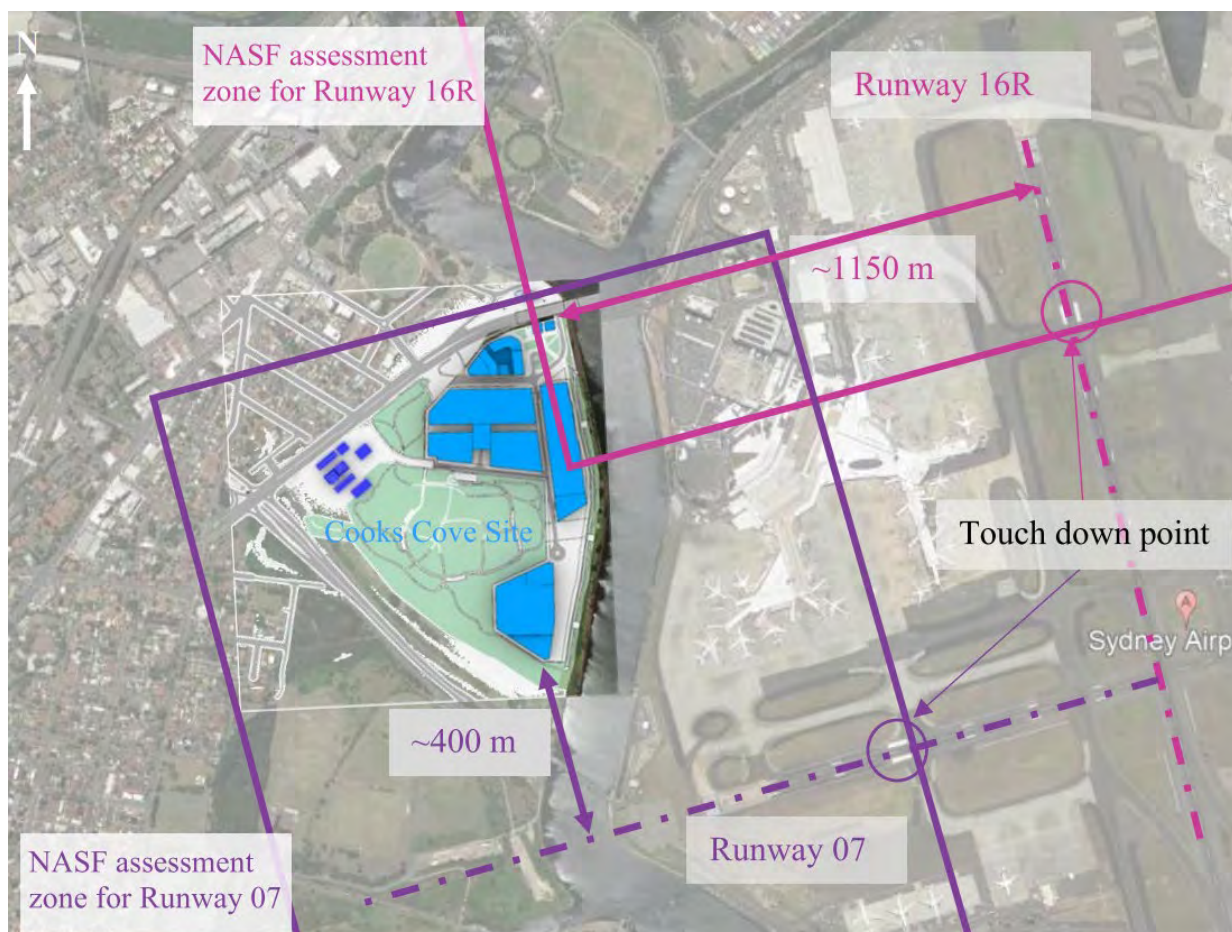 N
NASF assessment
zone for Runway 16R
Runway 16R
~1150 m
Cooks Cove Site
Touch down point
A
Sydney Airp
~400 m
Runway 07
NASF assessment
zone for Runway 07